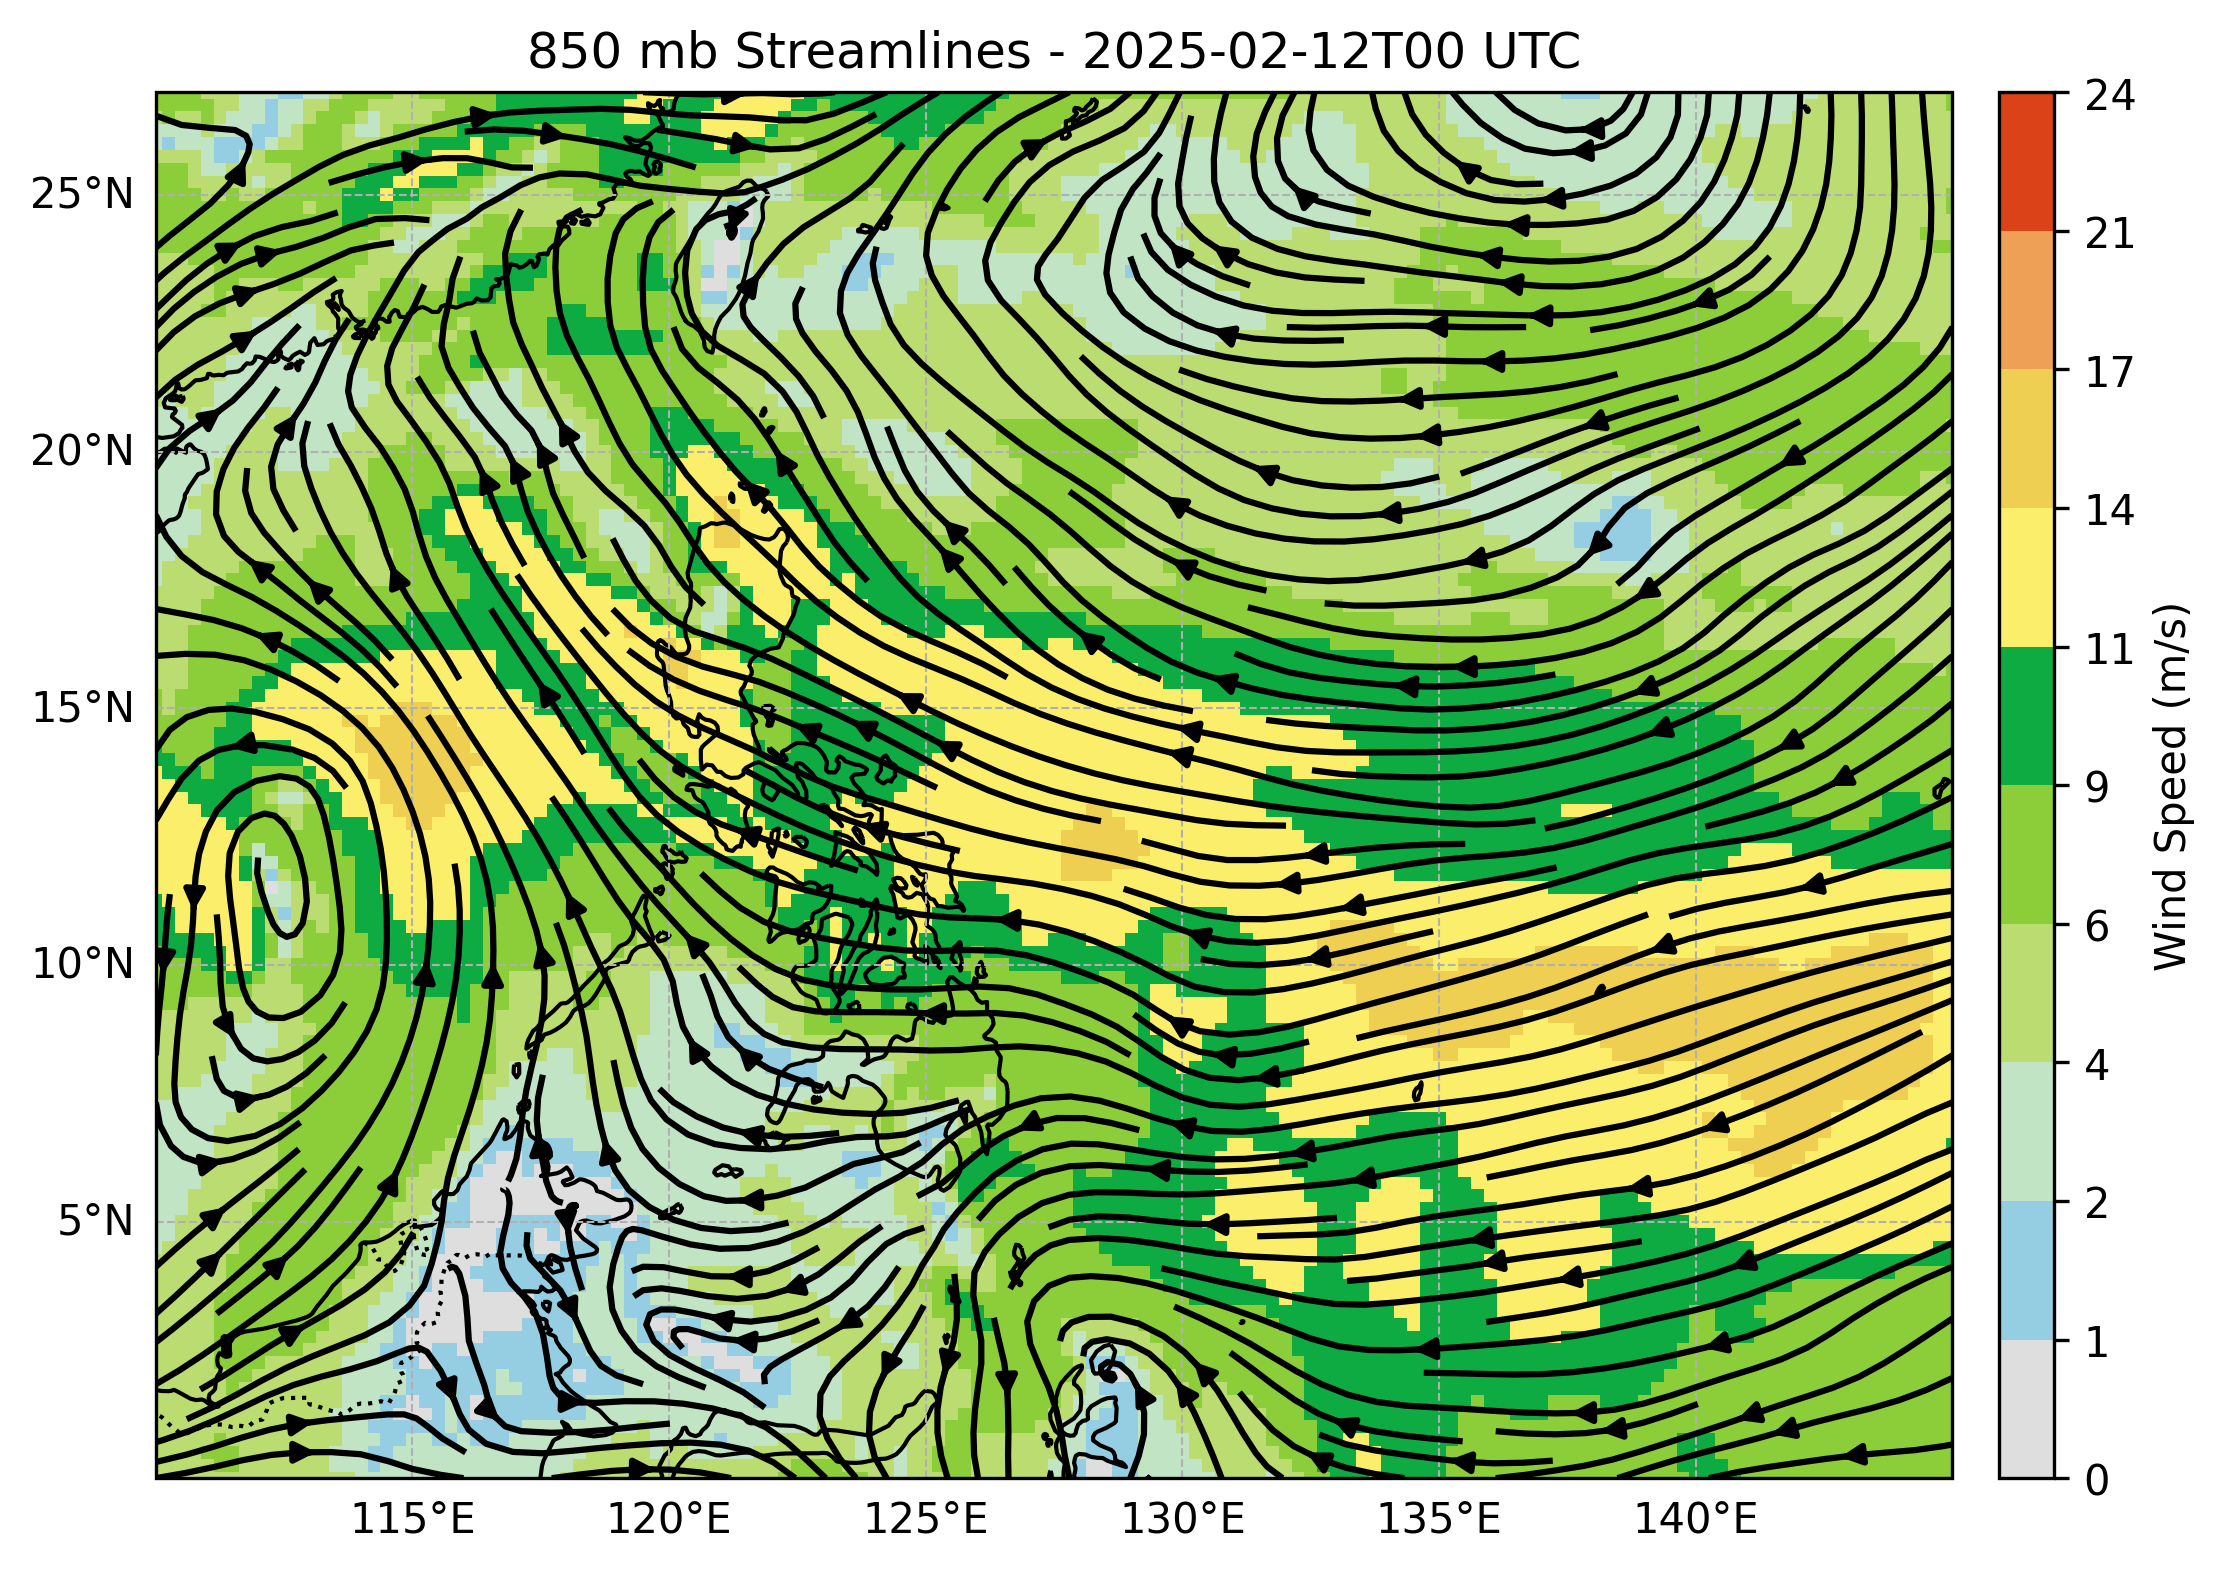 850 mb Streamlines - 2025-02-12T00 UTC
25°N
20°N
15°N
10°N
5°N
115°E
120°E
125°E
130°E
135°E
140°E
24
21
17
14
11
9
6
4
2
1
0
Wind Speed (m/s)